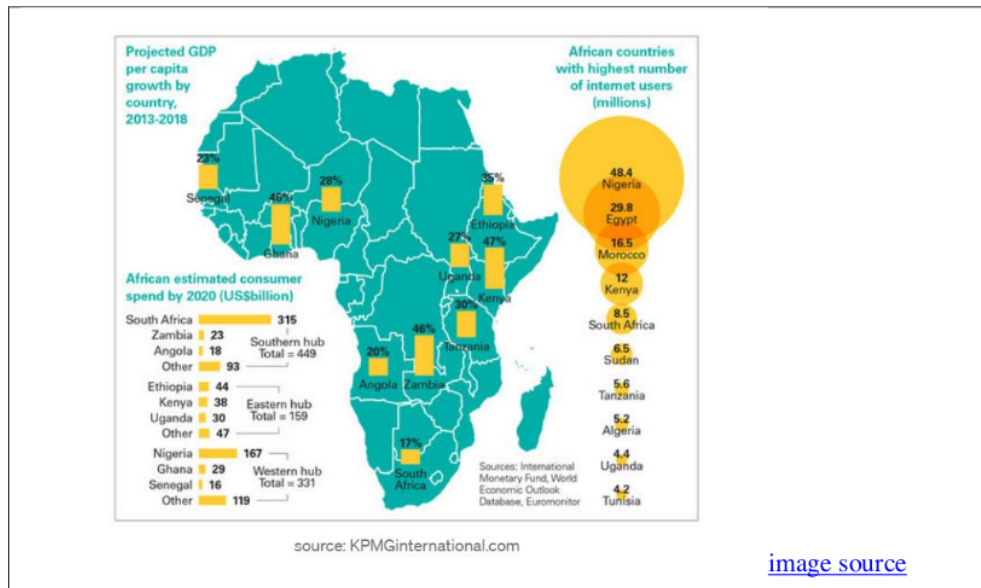 Projected GDP
per capita
growth by
country,
2013-2018
African countries
with highest number
of internet users
(millions)
23%
Senegal
46%
Ghana
28%
Nigeria
35%
Ethiopia
27%
Uganda
47%
Kenya
30%
Tanzania
46%
Zambia
20%
Angola
17%
South
Africa
48.4
Nigeria
29.8
Egypt
16.5
Morocco
12
Kenya
8.5
South Africa
6.5
Sudan
5.6
Tanzania
5.2
Algeria
4.4
Uganda
4.2
Tunisia
African estimated consumer
spend by 2020 (US$billion)
South Africa 315
Zambia 23
Angola 18
Other 93
Southern hub
Total = 449
Ethiopia 44
Kenya 38
Uganda 30
Other 47
Eastern hub
Total = 159
Nigeria 167
Ghana 29
Senegal 16
Other 119
Western hub
Total = 331
Sources: International
Monetary Fund, World
Economic Outlook
Database, Euromonitor
source: KPMGinternational.com
image source